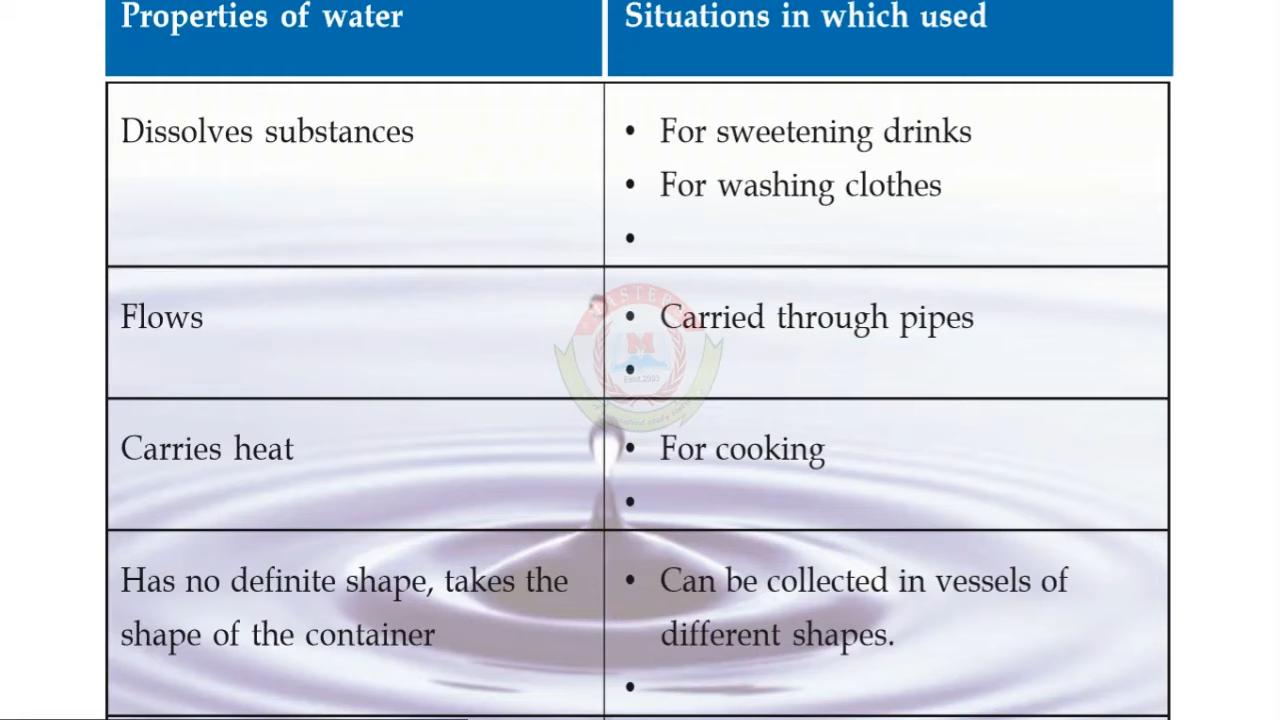 Properties of water
Situations in which used
Dissolves substances
• For sweetening drinks
• For washing clothes
•
Flows
• Carried through pipes
•
Carries heat
• For cooking
•
Has no definite shape, takes the
shape of the container
• Can be collected in vessels of
different shapes.
•
M
Estd.2003